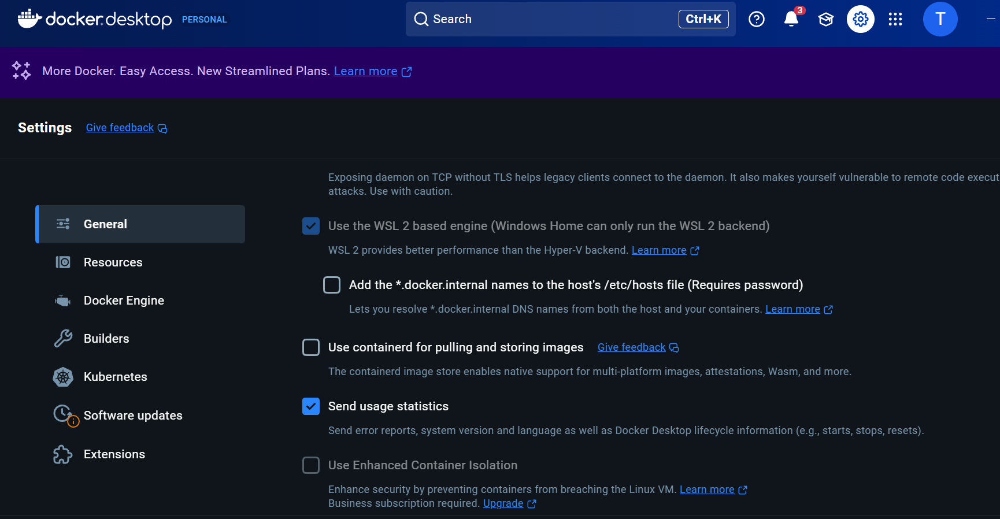 docker desktop PERSONAL
Search
Ctrl+K
3
T
More Docker. Easy Access. New Streamlined Plans. Learn more
Settings Give feedback
General
Resources
Docker Engine
Builders
Kubernetes
Software updates
Extensions
Exposing daemon on TCP without TLS helps legacy clients connect to the daemon. It also makes yourself vulnerable to remote code execut
attacks. Use with caution.
Use the WSL 2 based engine (Windows Home can only run the WSL 2 backend)
WSL 2 provides better performance than the Hyper-V backend. Learn more
Add the *.docker.internal names to the host's /etc/hosts file (Requires password)
Lets you resolve *.docker.internal DNS names from both the host and your containers. Learn more
Use containerd for pulling and storing images Give feedback
The containerd image store enables native support for multi-platform images, attestations, Wasm, and more.
Send usage statistics
Send error reports, system version and language as well as Docker Desktop lifecycle information (e.g., starts, stops, resets).
Use Enhanced Container Isolation
Enhance security by preventing containers from breaching the Linux VM. Learn more
Business subscription required. Upgrade